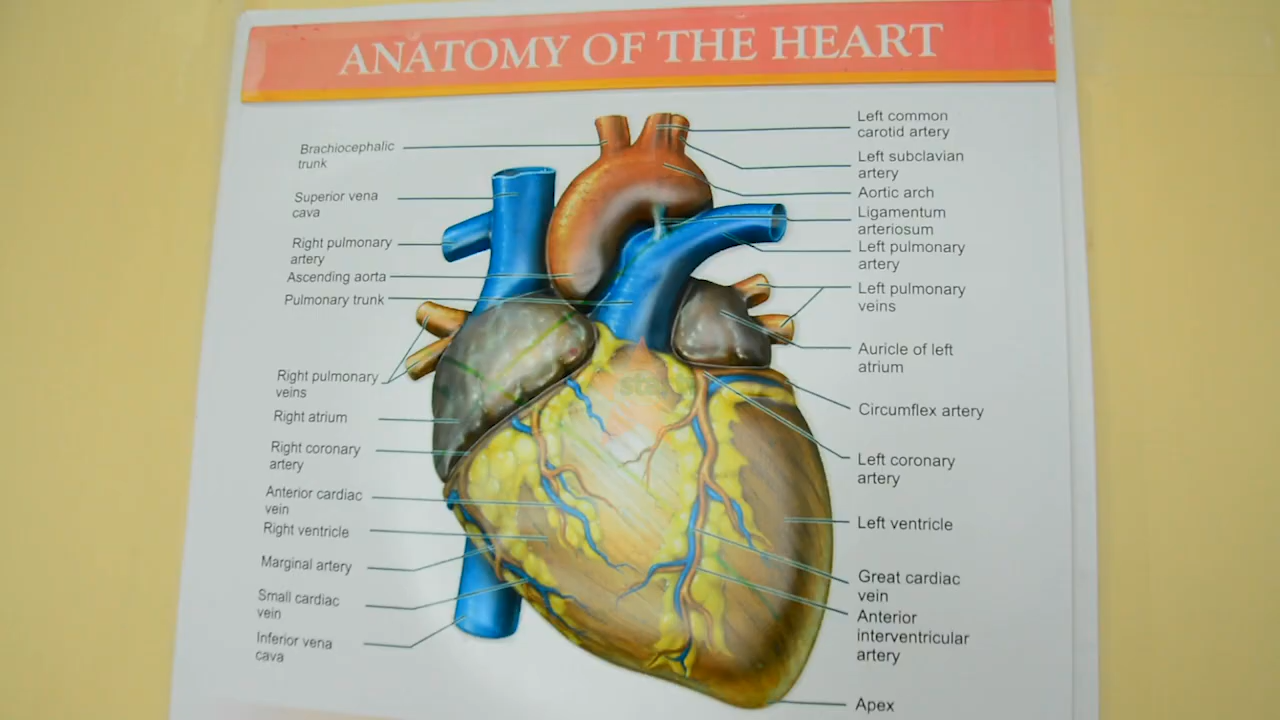 ANATOMY OF THE HEART
Brachiocephalic
trunk
Superior vena
cava
Right pulmonary
artery
Ascending aorta
Pulmonary trunk
Right pulmonary
veins
Right atrium
Right coronary
artery
Anterior cardiac
vein
Right ventricle
Marginal artery
Small cardiac
vein
Inferior vena
cava
Left common
carotid artery
Left subclavian
artery
Aortic arch
Ligamentum
arteriosum
Left pulmonary
artery
Left pulmonary
veins
Auricle of left
atrium
Circumflex artery
Left coronary
artery
Left ventricle
Great cardiac
vein
Anterior
interventricular
artery
Apex